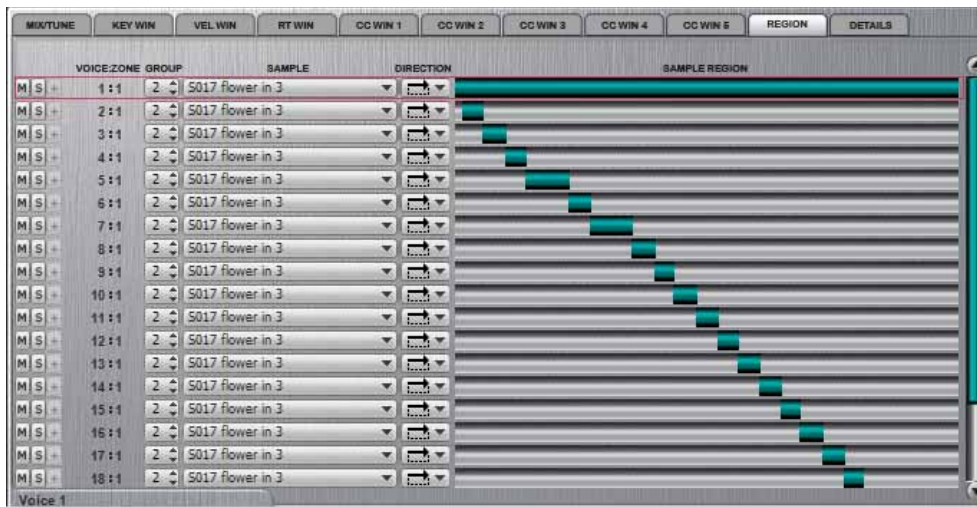 MIX/TUNE KEY WIN VEL WIN RT WIN CC WIN 1 CC WIN 2 CC WIN 3 CC WIN 4 CC WIN 5 REGION DETAILS
VOICE:ZONE GROUP SAMPLE DIRECTION SAMPLE REGION
M S + 1:1 2 S017 flower in 3
M S + 2:1 2 S017 flower in 3
M S + 3:1 2 S017 flower in 3
M S + 4:1 2 S017 flower in 3
M S + 5:1 2 S017 flower in 3
M S + 6:1 2 S017 flower in 3
M S + 7:1 2 S017 flower in 3
M S + 8:1 2 S017 flower in 3
M S + 9:1 2 S017 flower in 3
M S + 10:1 2 S017 flower in 3
M S + 11:1 2 S017 flower in 3
M S + 12:1 2 S017 flower in 3
M S + 13:1 2 S017 flower in 3
M S + 14:1 2 S017 flower in 3
M S + 15:1 2 S017 flower in 3
M S + 16:1 2 S017 flower in 3
M S + 17:1 2 S017 flower in 3
M S + 18:1 2 S017 flower in 3
Voice 1